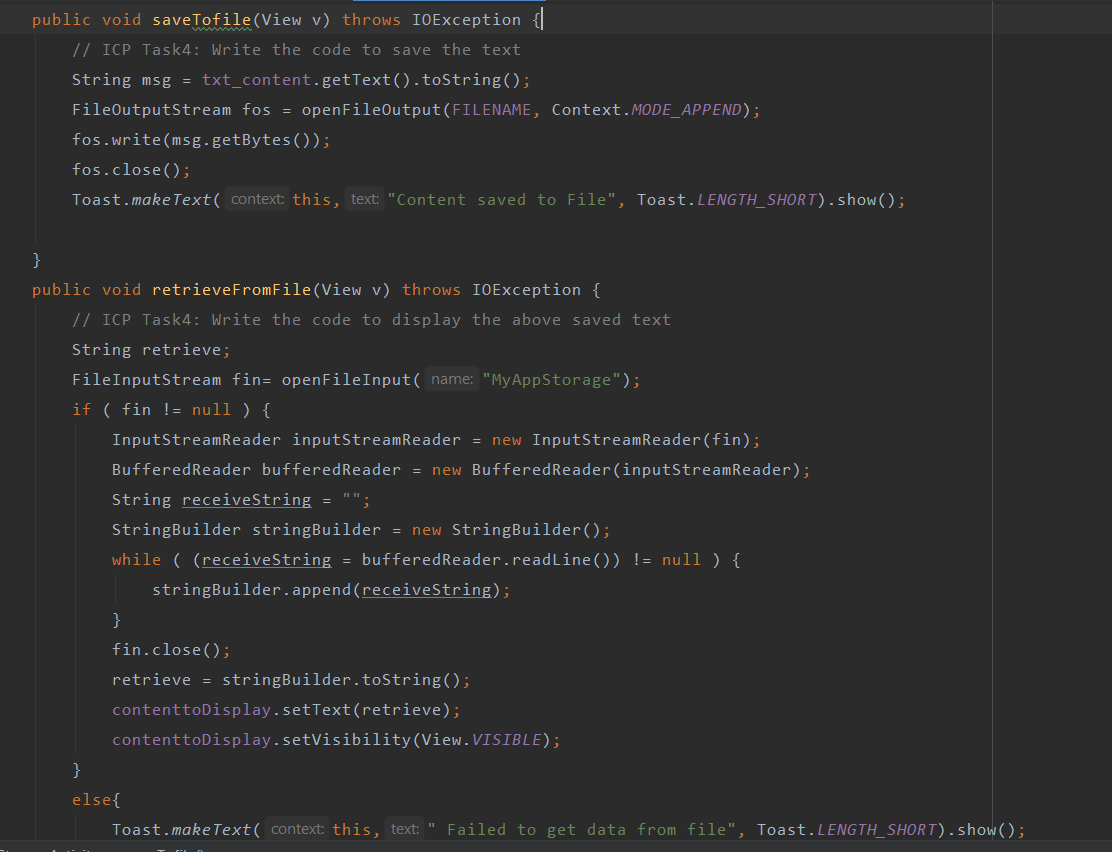 public void saveTofile(View v) throws IOException {
// ICP Task4: Write the code to save the text
String msg = txt_content.getText().toString();
FileOutputStream fos = openFileOutput(FILENAME, Context.MODE_APPEND);
fos.write(msg.getBytes());
fos.close();
Toast.makeText( context: this, text: "Content saved to File", Toast.LENGTH_SHORT).show();
}
public void retrieveFromFile(View v) throws IOException {
// ICP Task4: Write the code to display the above saved text
String retrieve;
FileInputStream fin= openFileInput( name: "MyAppStorage");
if ( fin != null ) {
InputStreamReader inputStreamReader = new InputStreamReader(fin);
BufferedReader bufferedReader = new BufferedReader(inputStreamReader);
String receiveString = "";
StringBuilder stringBuilder = new StringBuilder();
while ( (receiveString = bufferedReader.readLine()) != null ) {
stringBuilder.append(receiveString);
}
fin.close();
retrieve = stringBuilder.toString();
contenttoDisplay.setText(retrieve);
contenttoDisplay.setVisibility(View.VISIBLE);
}
else{
Toast.makeText( context: this, text: " Failed to get data from file", Toast.LENGTH_SHORT).show();